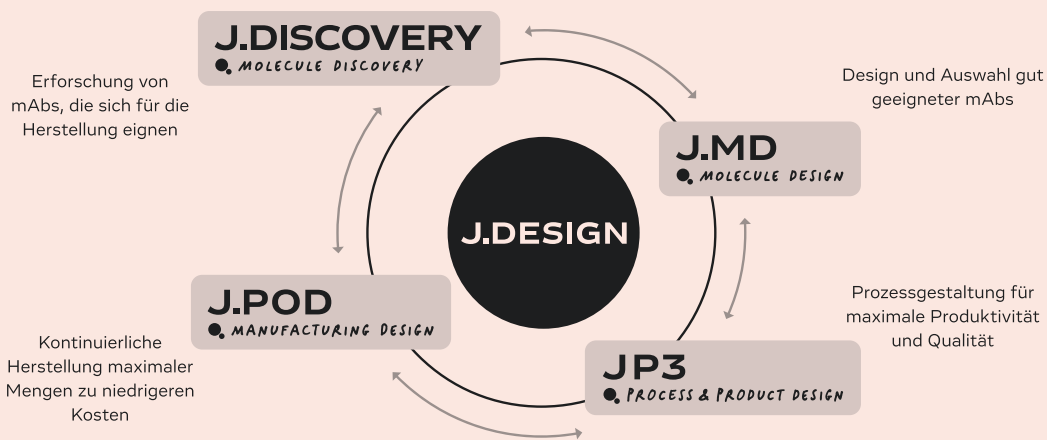 J.DISCOVERY
MOLECULE DISCOVERY
Erforschung von
mAbs, die sich für die
Herstellung eignen
Design und Auswahl gut
geeigneter mAbs
J.MD
MOLECULE DESIGN
J.DESIGN
J.POD
MANUFACTURING DESIGN
Prozessgestaltung für
maximale Produktivität
und Qualität
Kontinuierliche
Herstellung maximaler
Mengen zu niedrigeren
Kosten
JP3
PROCESS & PRODUCT DESIGN